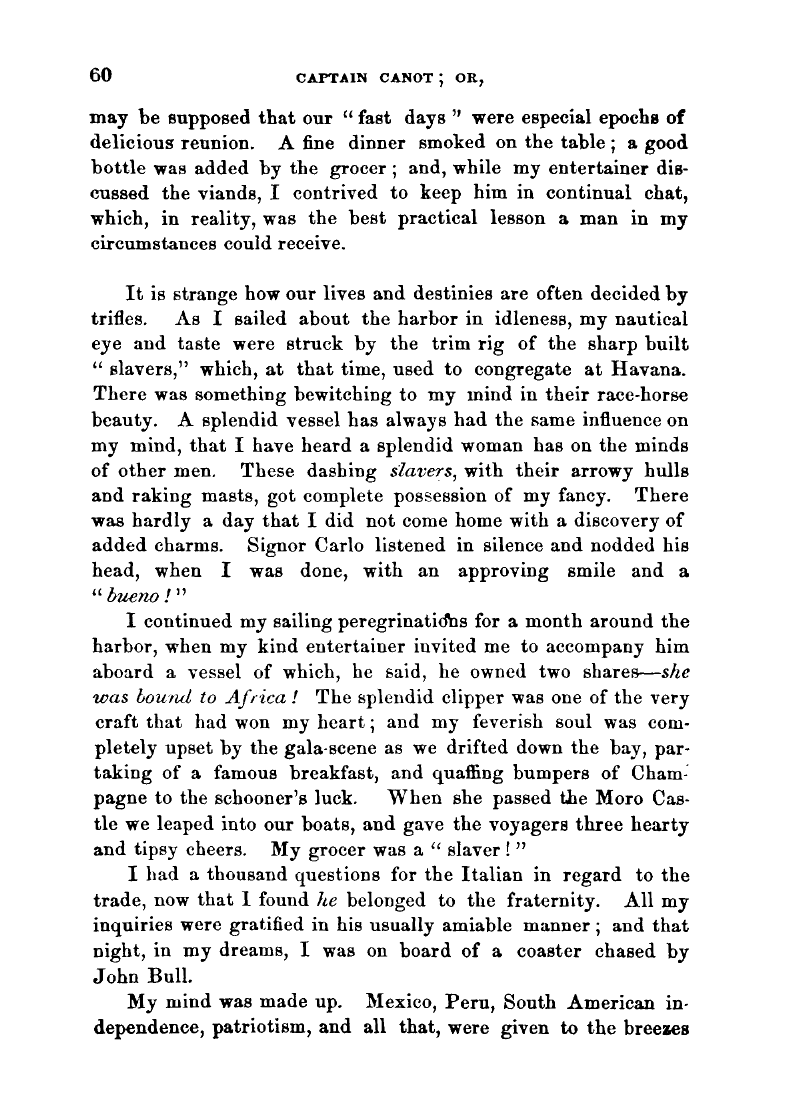 60 CAPTAIN CANOT ; OR,
may be supposed that our “ fast days ” were especial epochs of
delicious reunion. A fine dinner smoked on the table ; a good
bottle was added by the grocer ; and, while my entertainer dis-
cussed the viands, I contrived to keep him in continual chat,
which, in reality, was the best practical lesson a man in my
circumstances could receive.
It is strange how our lives and destinies are often decided by
trifles. As I sailed about the harbor in idleness, my nautical
eye and taste were struck by the trim rig of the sharp built
“ slavers,” which, at that time, used to congregate at Havana.
There was something bewitching to my mind in their race-horse
beauty. A splendid vessel has always had the same influence on
my mind, that I have heard a splendid woman has on the minds
of other men. These dashing slavers, with their arrowy hulls
and raking masts, got complete possession of my fancy. There
was hardly a day that I did not come home with a discovery of
added charms. Signor Carlo listened in silence and nodded his
head, when I was done, with an approving smile and a
“ bueno ! ”
I continued my sailing peregrinations for a month around the
harbor, when my kind entertainer invited me to accompany him
aboard a vessel of which, he said, he owned two shares—she
was bound to Africa ! The splendid clipper was one of the very
craft that had won my heart ; and my feverish soul was com-
pletely upset by the gala-scene as we drifted down the bay, par-
taking of a famous breakfast, and quaffing bumpers of Cham-
pagne to the schooner’s luck. When she passed the Moro Cas-
tle we leaped into our boats, and gave the voyagers three hearty
and tipsy cheers. My grocer was a “ slaver ! ”
I had a thousand questions for the Italian in regard to the
trade, now that I found he belonged to the fraternity. All my
inquiries were gratified in his usually amiable manner ; and that
night, in my dreams, I was on board of a coaster chased by
John Bull.
My mind was made up. Mexico, Peru, South American in-
dependence, patriotism, and all that, were given to the breezes